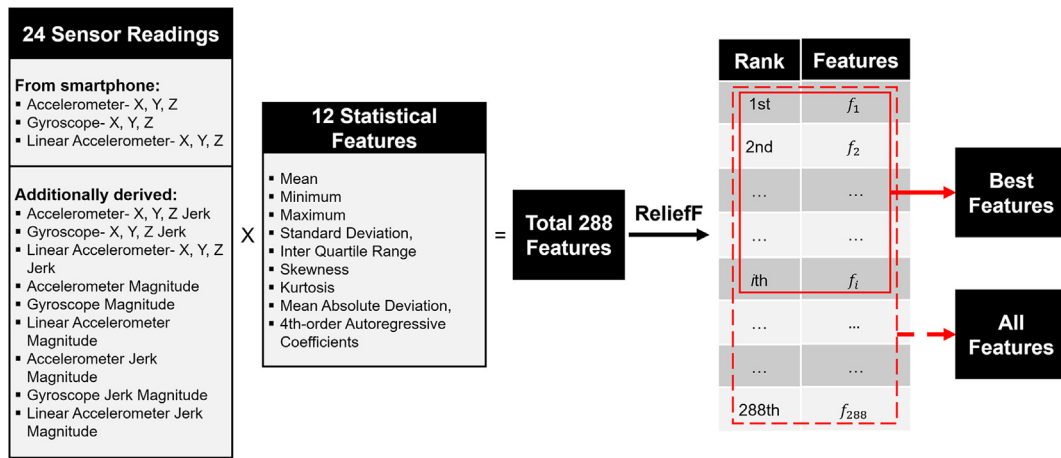 24 Sensor Readings
From smartphone:
▪ Accelerometer- X, Y, Z
▪ Gyroscope- X, Y, Z
▪ Linear Accelerometer- X, Y, Z
Additionally derived:
▪ Accelerometer- X, Y, Z Jerk
▪ Gyroscope- X, Y, Z Jerk
▪ Linear Accelerometer- X, Y, Z
Jerk
▪ Accelerometer Magnitude
▪ Gyroscope Magnitude
▪ Linear Accelerometer
Magnitude
▪ Accelerometer Jerk
Magnitude
▪ Gyroscope Jerk Magnitude
▪ Linear Accelerometer Jerk
Magnitude
X
12 Statistical
Features
▪ Mean
▪ Minimum
▪ Maximum
▪ Standard Deviation,
▪ Inter Quartile Range
▪ Skewness
▪ Kurtosis
▪ Mean Absolute Deviation,
▪ 4th-order Autoregressive
Coefficients
=
Total 288
Features
ReliefF
Rank Features
1st f₁
2nd f₂
... ...
... ...
ith fᵢ
... ...
... ...
288th f₂₈₈
Best
Features
All
Features